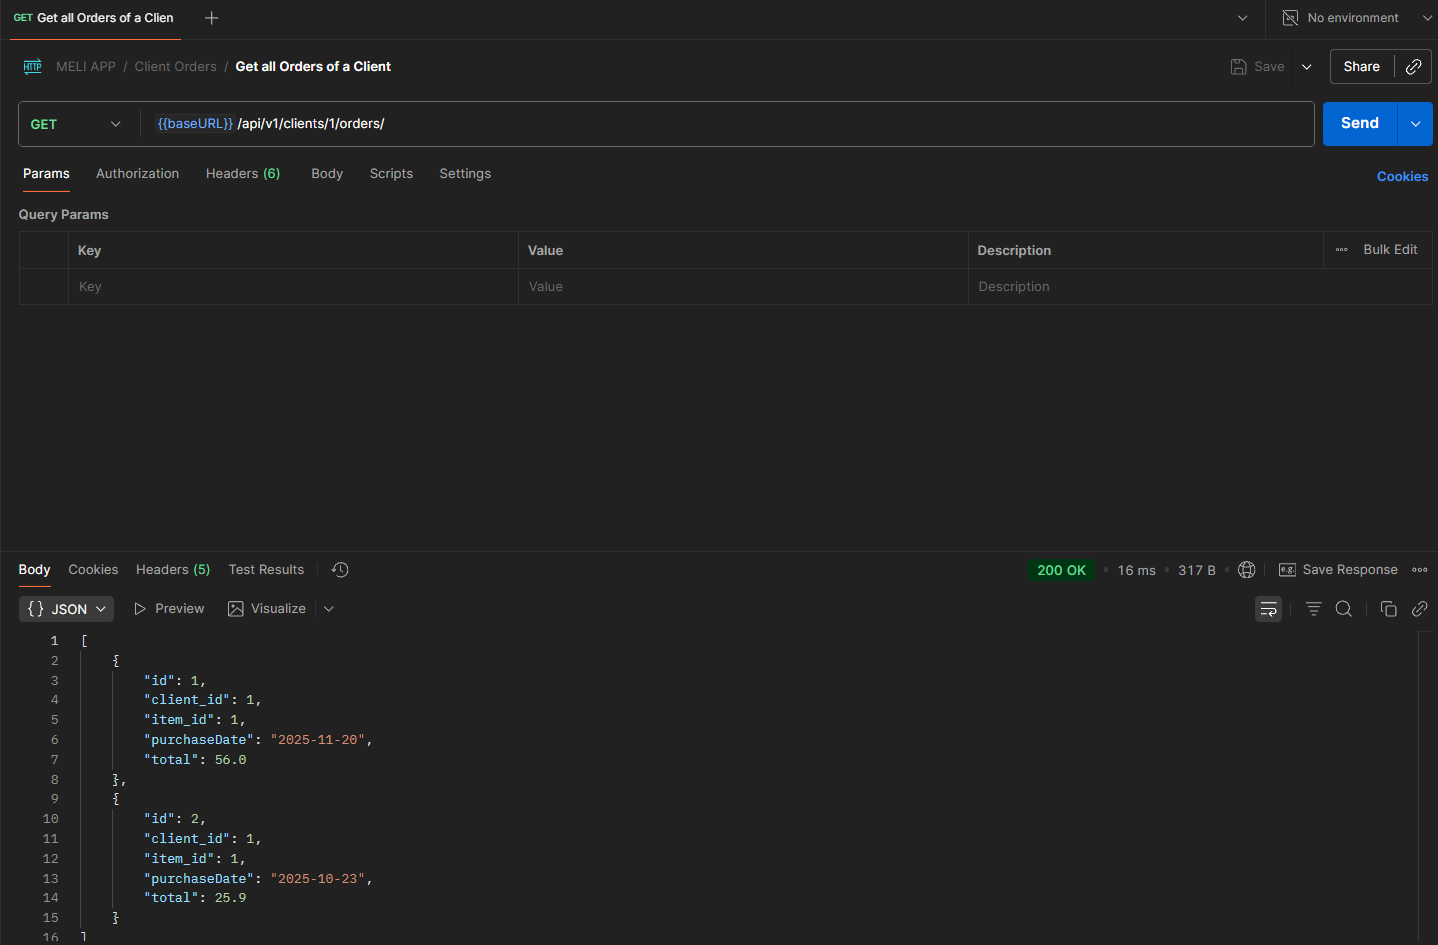 GET Get all Orders of a Clien
No environment
HTTP MELI APP / Client Orders / Get all Orders of a Client
Save
Share
GET
{{baseURL}} /api/v1/clients/1/orders/
Send
Params Authorization Headers (6) Body Scripts Settings
Cookies
Query Params
Key Value Description Bulk Edit
Key Value Description
Body Cookies Headers (5) Test Results
200 OK • 16 ms • 317 B • e.g. Save Response
{} JSON Preview Visualize
1 [
2 {
3 "id": 1,
4 "client_id": 1,
5 "item_id": 1,
6 "purchaseDate": "2025-11-20",
7 "total": 56.0
8 },
9 {
10 "id": 2,
11 "client_id": 1,
12 "item_id": 1,
13 "purchaseDate": "2025-10-23",
14 "total": 25.9
15 }
16 ]